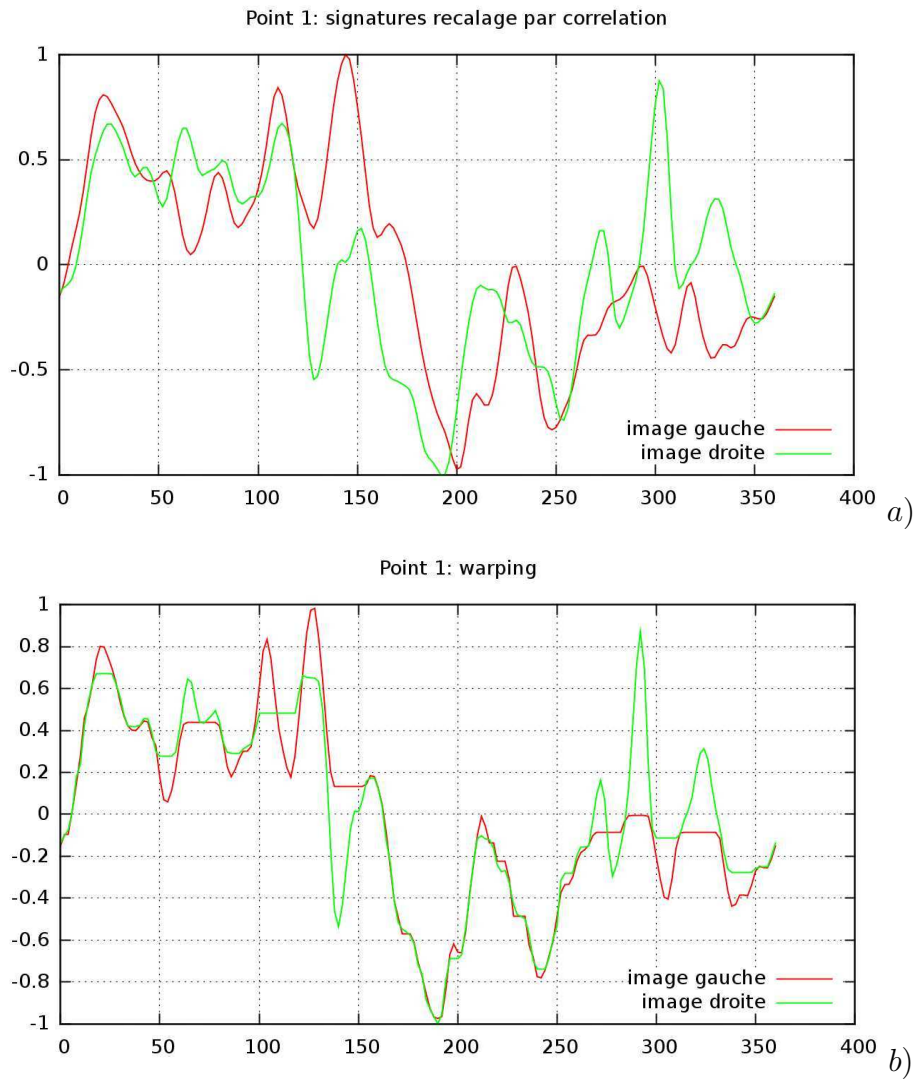 Point 1: signatures recalage par correlation
1
0.5
0
-0.5
-1
image gauche
image droite
0 50 100 150 200 250 300 350 400
a)
Point 1: warping
1
0.8
0.6
0.4
0.2
0
-0.2
-0.4
-0.6
-0.8
-1
image gauche
image droite
0 50 100 150 200 250 300 350 400
b)